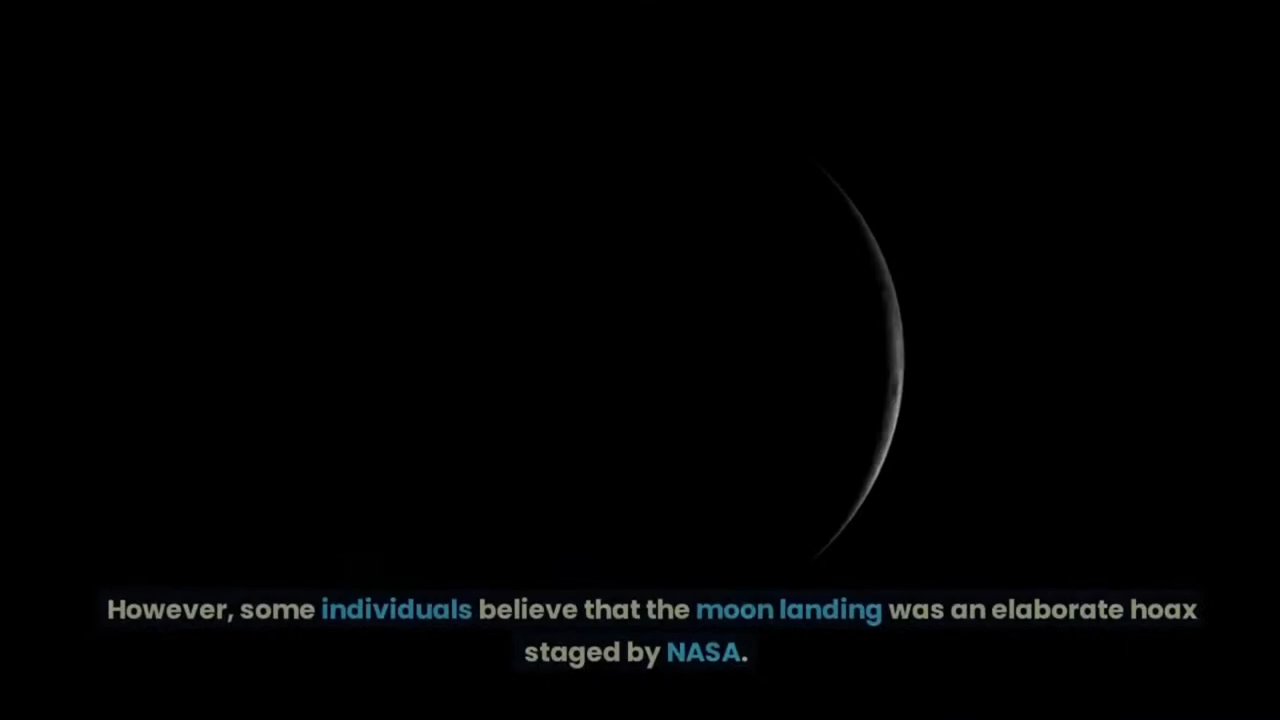 However, some individuals believe that the moon landing was an elaborate hoax
staged by NASA.